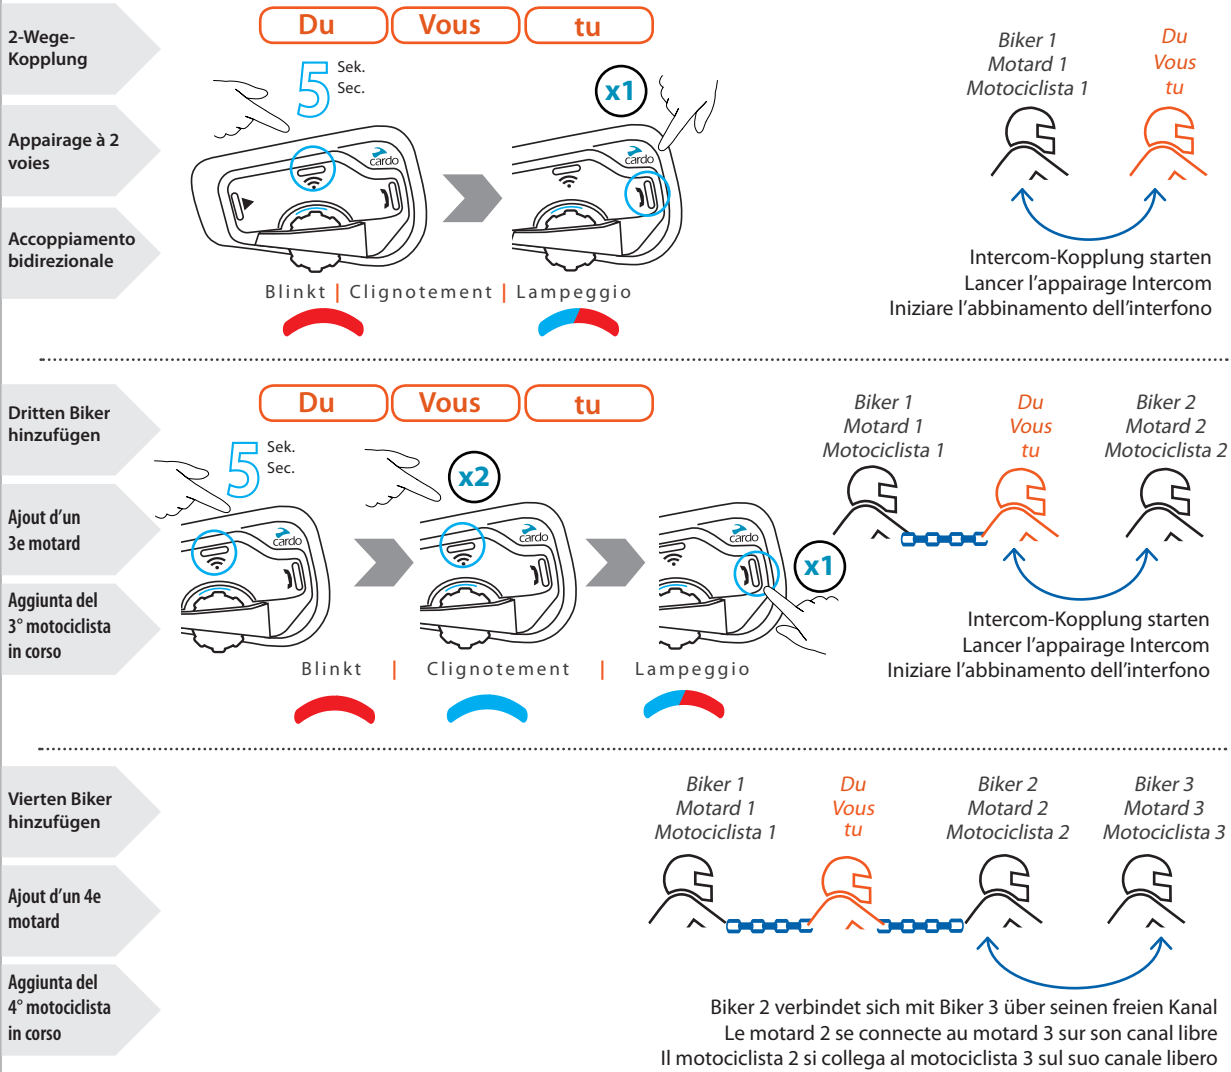 2-Wege-
Kopplung
Appairage à 2
voies
Accoppiamento
bidirezionale
Du
Vous
tu
5
Sek.
Sec.
x1
cardo
cardo
Blinkt | Clignotement | Lampeggio
Biker 1
Motard 1
Motociclista 1
Du
Vous
tu
Intercom-Kopplung starten
Lancer l'appairage Intercom
Iniziare l'abbinamento dell'interfono
Dritten Biker
hinzufügen
Ajout d'un
3e motard
Aggiunta del
3° motociclista
in corso
Du
Vous
tu
5
Sek.
Sec.
x2
x1
cardo
cardo
cardo
Blinkt | Clignotement | Lampeggio
Biker 1
Motard 1
Motociclista 1
Du
Vous
tu
Biker 2
Motard 2
Motociclista 2
Intercom-Kopplung starten
Lancer l'appairage Intercom
Iniziare l'abbinamento dell'interfono
Vierten Biker
hinzufügen
Ajout d'un 4e
motard
Aggiunta del
4° motociclista
in corso
Biker 1
Motard 1
Motociclista 1
Du
Vous
tu
Biker 2
Motard 2
Motociclista 2
Biker 3
Motard 3
Motociclista 3
Biker 2 verbindet sich mit Biker 3 über seinen freien Kanal
Le motard 2 se connecte au motard 3 sur son canal libre
Il motociclista 2 si collega al motociclista 3 sul suo canale libero